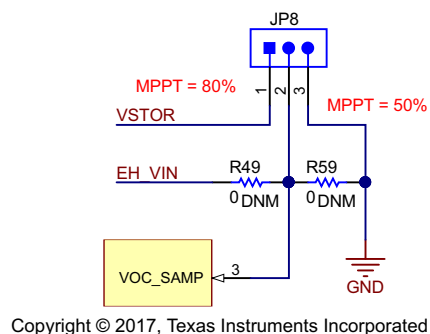 JP8
MPPT = 80%
1
2
3
MPPT = 50%
VSTOR
EH_VIN
R49
R59
0 DNM
0 DNM
VOC_SAMP
3
GND
Copyright © 2017, Texas Instruments Incorporated